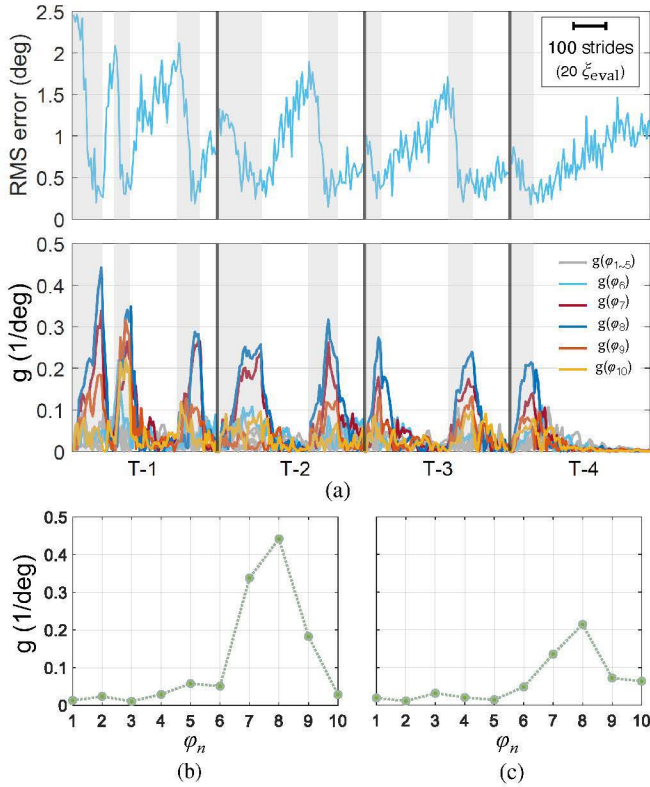 2.5
2
1.5
1
0.5
0
RMS error (deg)
100 strides
(20 ξeval)
0.5
0.4
0.3
0.2
0.1
0
g (1/deg)
g(φ1~5)
g(φ6)
g(φ7)
g(φ8)
g(φ9)
g(φ10)
T-1 T-2 T-3 T-4
(a)
0.5
0.4
0.3
0.2
0.1
0
g (1/deg)
1 2 3 4 5 6 7 8 9 10
φn
(b)
1 2 3 4 5 6 7 8 9 10
φn
(c)